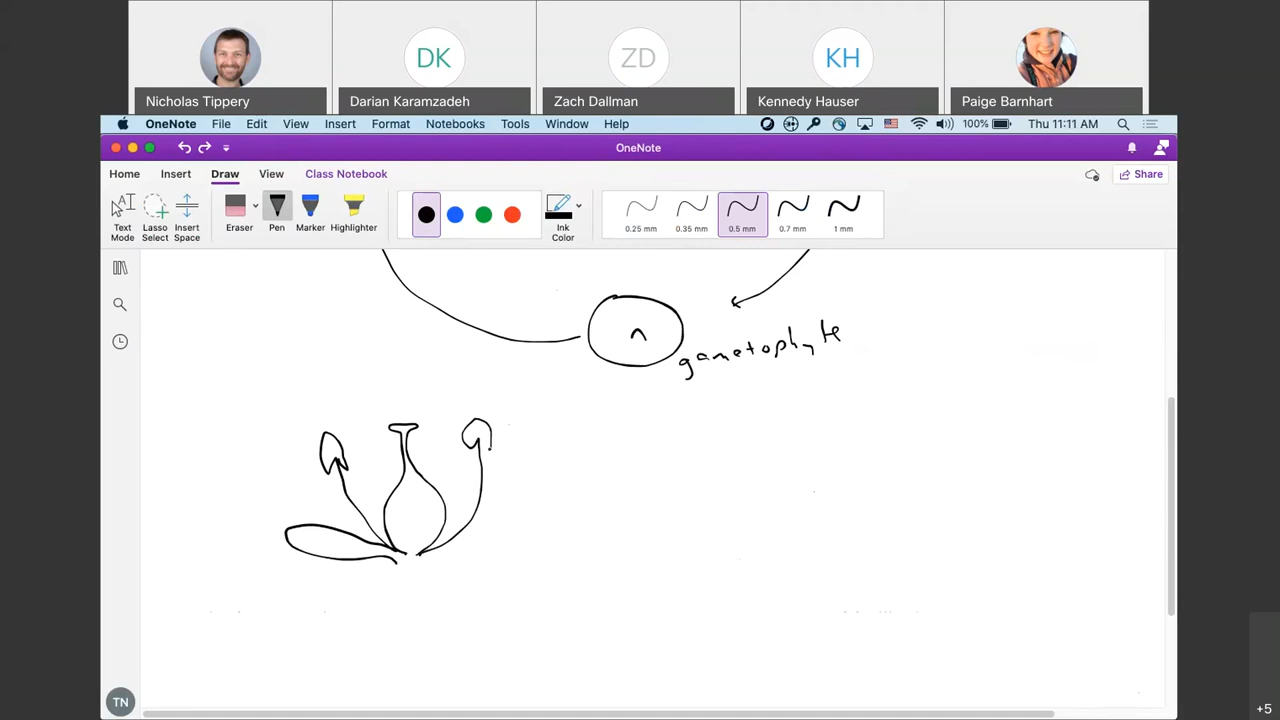 DK
ZD
KH
Nicholas Tippery
Darian Karamzadeh
Zach Dallman
Kennedy Hauser
Paige Barnhart
OneNote File Edit View Insert Format Notebooks Tools Window Help
100% Thu 11:11 AM
OneNote
Home Insert Draw View Class Notebook
Share
Text Mode
Lasso Select
Insert Space
Eraser
Pen
Marker
Highlighter
Ink Color
0.25 mm
0.35 mm
0.5 mm
0.7 mm
1 mm
n
gametophyte
TN
+5